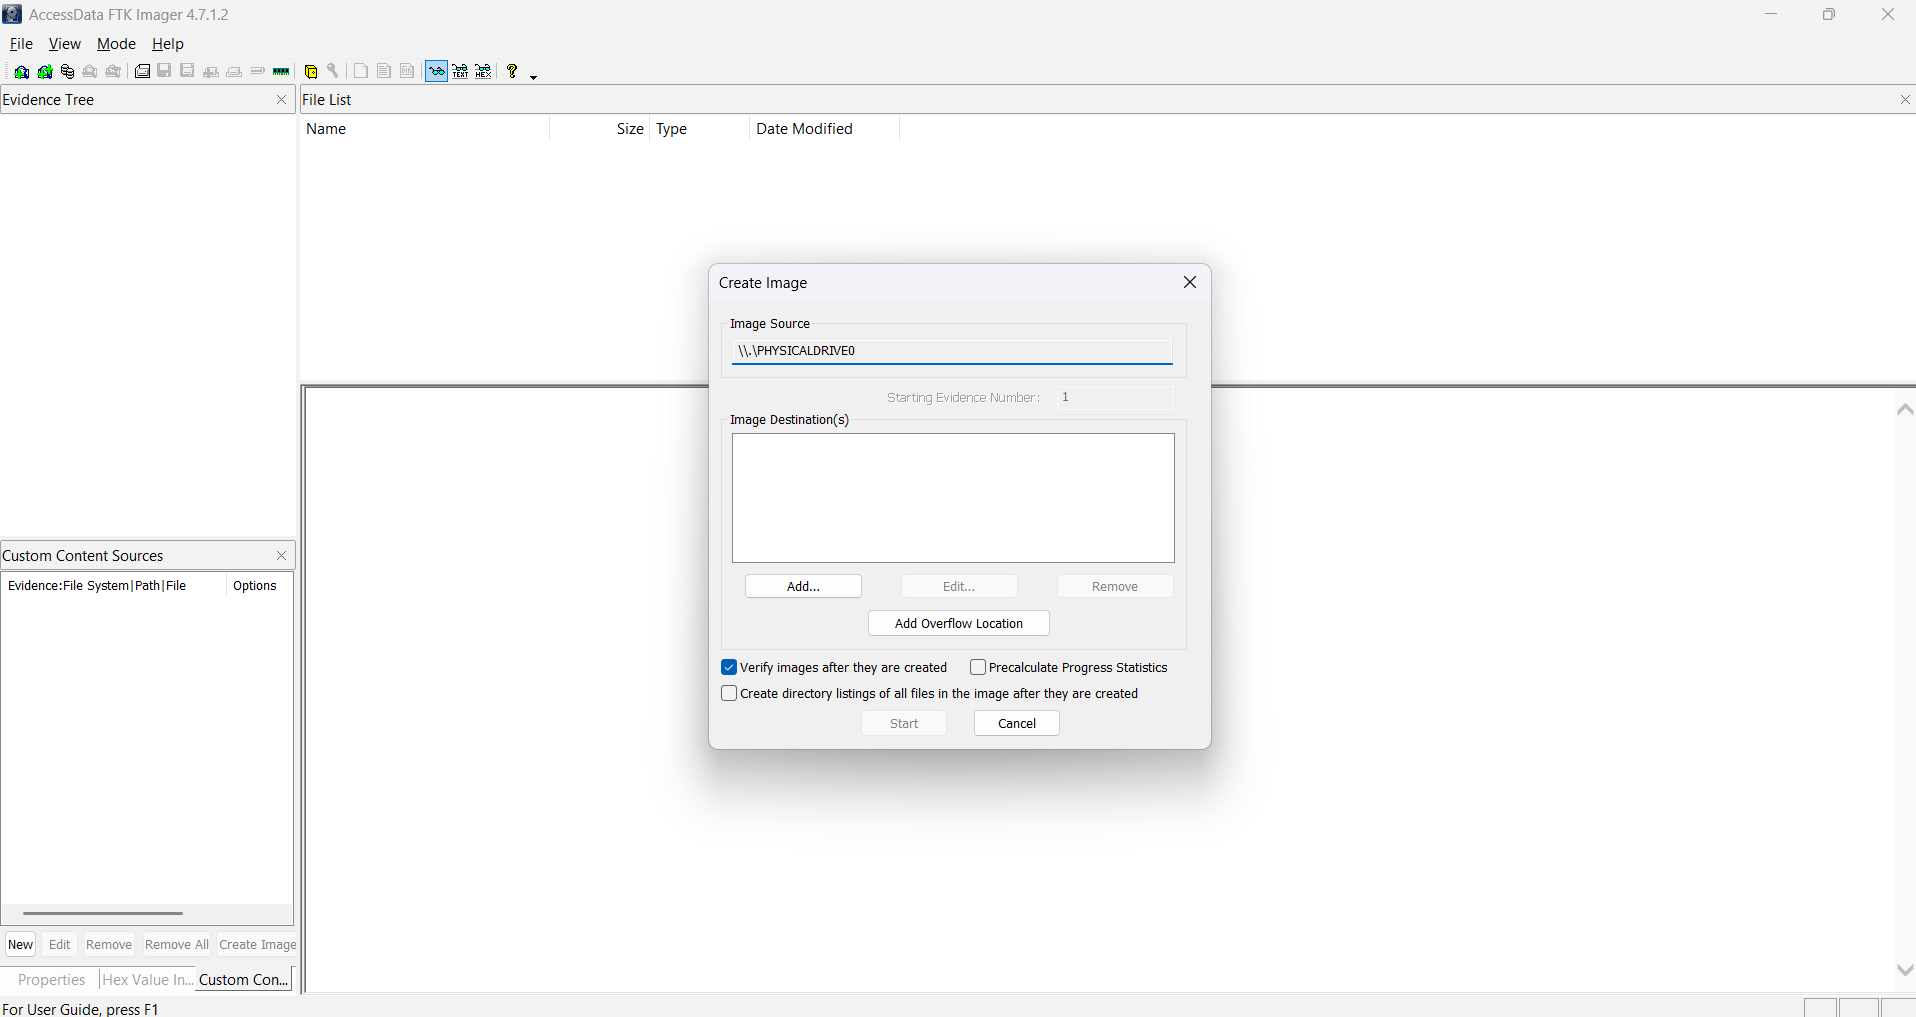 AccessData FTK Imager 4.7.1.2
File View Mode Help
TEXT HEX ?
Evidence Tree
File List
Name Size Type Date Modified
Create Image
Image Source
\\.\PHYSICALDRIVE0
Starting Evidence Number: 1
Image Destination(s)
Add... Edit... Remove
Add Overflow Location
Verify images after they are created Precalculate Progress Statistics
Create directory listings of all files in the image after they are created
Start Cancel
Custom Content Sources
Evidence:File System|Path|File Options
New Edit Remove Remove All Create Image
Properties Hex Value In... Custom Con...
For User Guide, press F1